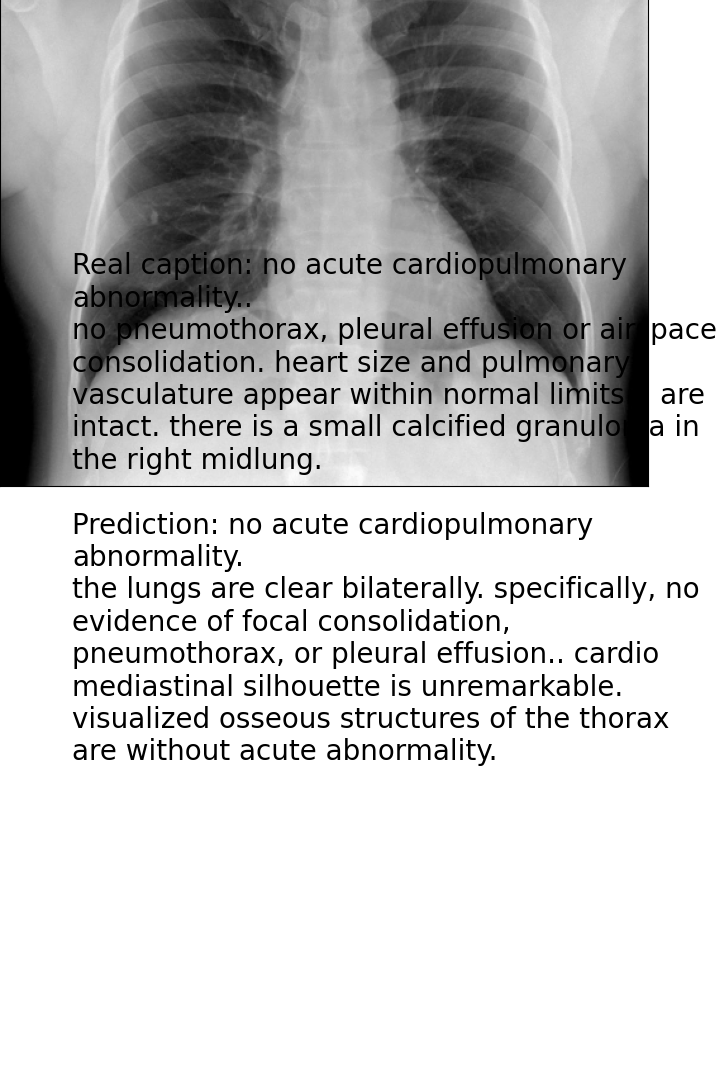 Real caption: no acute cardiopulmonary
abnormality..
no pneumothorax, pleural effusion or air space
consolidation. heart size and pulmonary
vasculature appear within normal limits. are
intact. there is a small calcified granuloma in
the right midlung.
Prediction: no acute cardiopulmonary
abnormality.
the lungs are clear bilaterally. specifically, no
evidence of focal consolidation,
pneumothorax, or pleural effusion.. cardio
mediastinal silhouette is unremarkable.
visualized osseous structures of the thorax
are without acute abnormality.